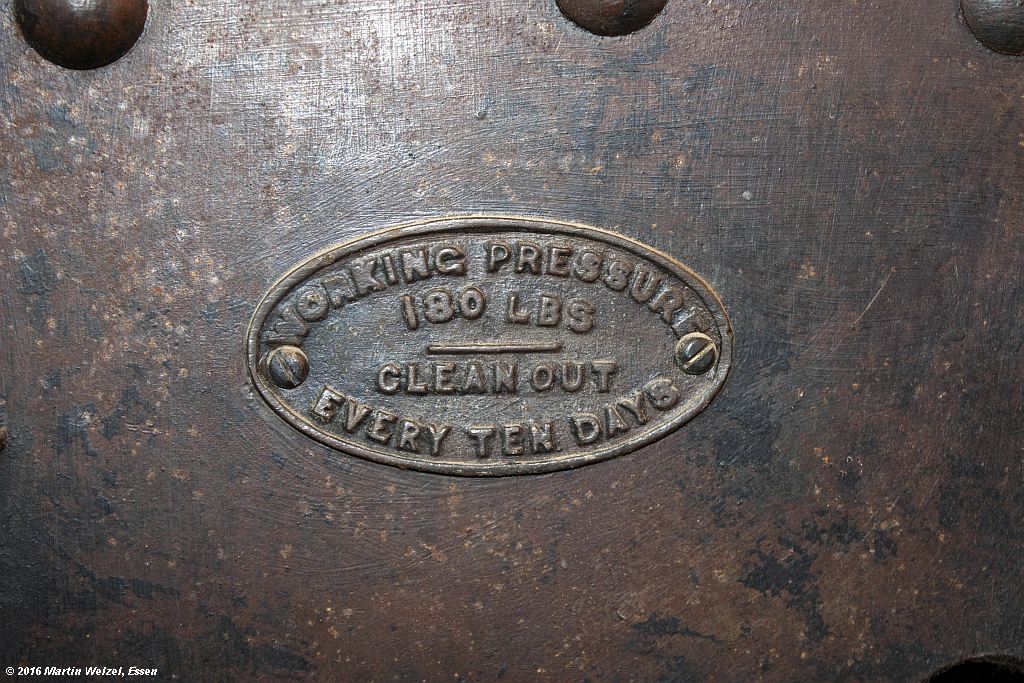 WORKING PRESSURE
180 LBS
CLEAN OUT
EVERY TEN DAYS
© 2016 Martin Welzel, Essen